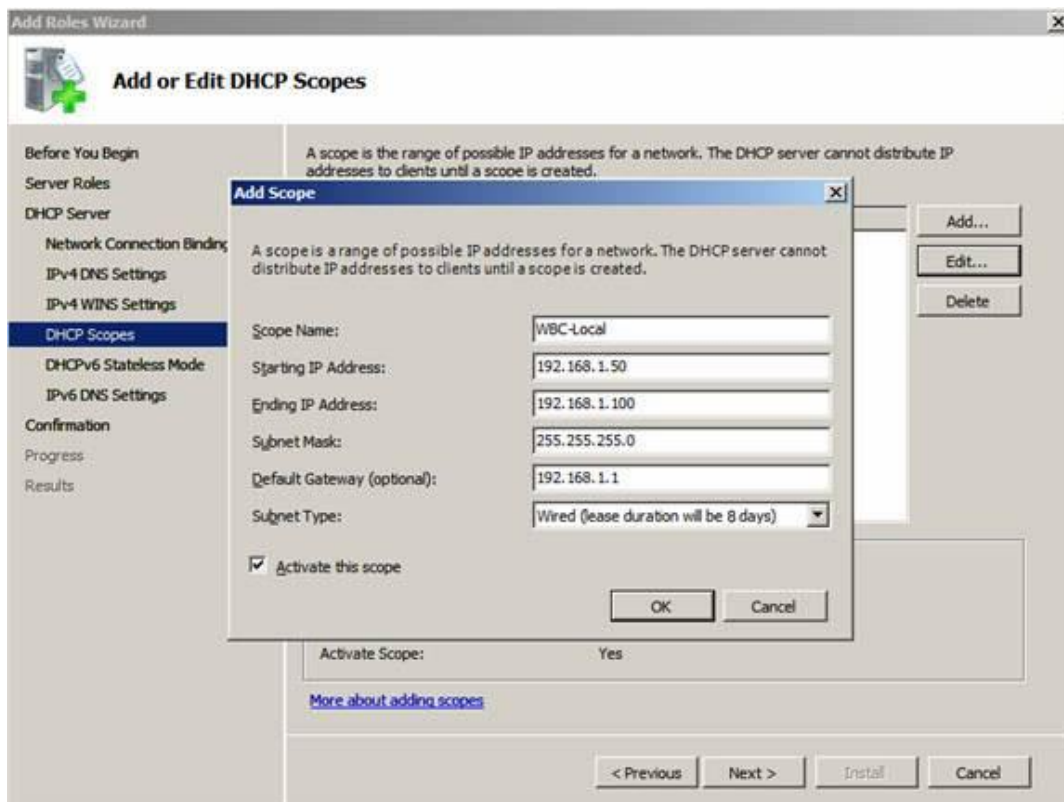 Add Roles Wizard
Add or Edit DHCP Scopes
Before You Begin
Server Roles
DHCP Server
Network Connection Binding
IPv4 DNS Settings
IPv4 WINS Settings
DHCP Scopes
DHCPv6 Stateless Mode
IPv6 DNS Settings
Confirmation
Progress
Results
A scope is the range of possible IP addresses for a network. The DHCP server cannot distribute IP
addresses to clients until a scope is created.
Add...
Edit...
Delete
Add Scope
A scope is a range of possible IP addresses for a network. The DHCP server cannot
distribute IP addresses to clients until a scope is created.
Scope Name: WBC-Local
Starting IP Address: 192.168.1.50
Ending IP Address: 192.168.1.100
Subnet Mask: 255.255.255.0
Default Gateway (optional): 192.168.1.1
Subnet Type: Wired (lease duration will be 8 days)
Activate this scope
OK Cancel
Activate Scope: Yes
More about adding scopes
< Previous Next > Install Cancel